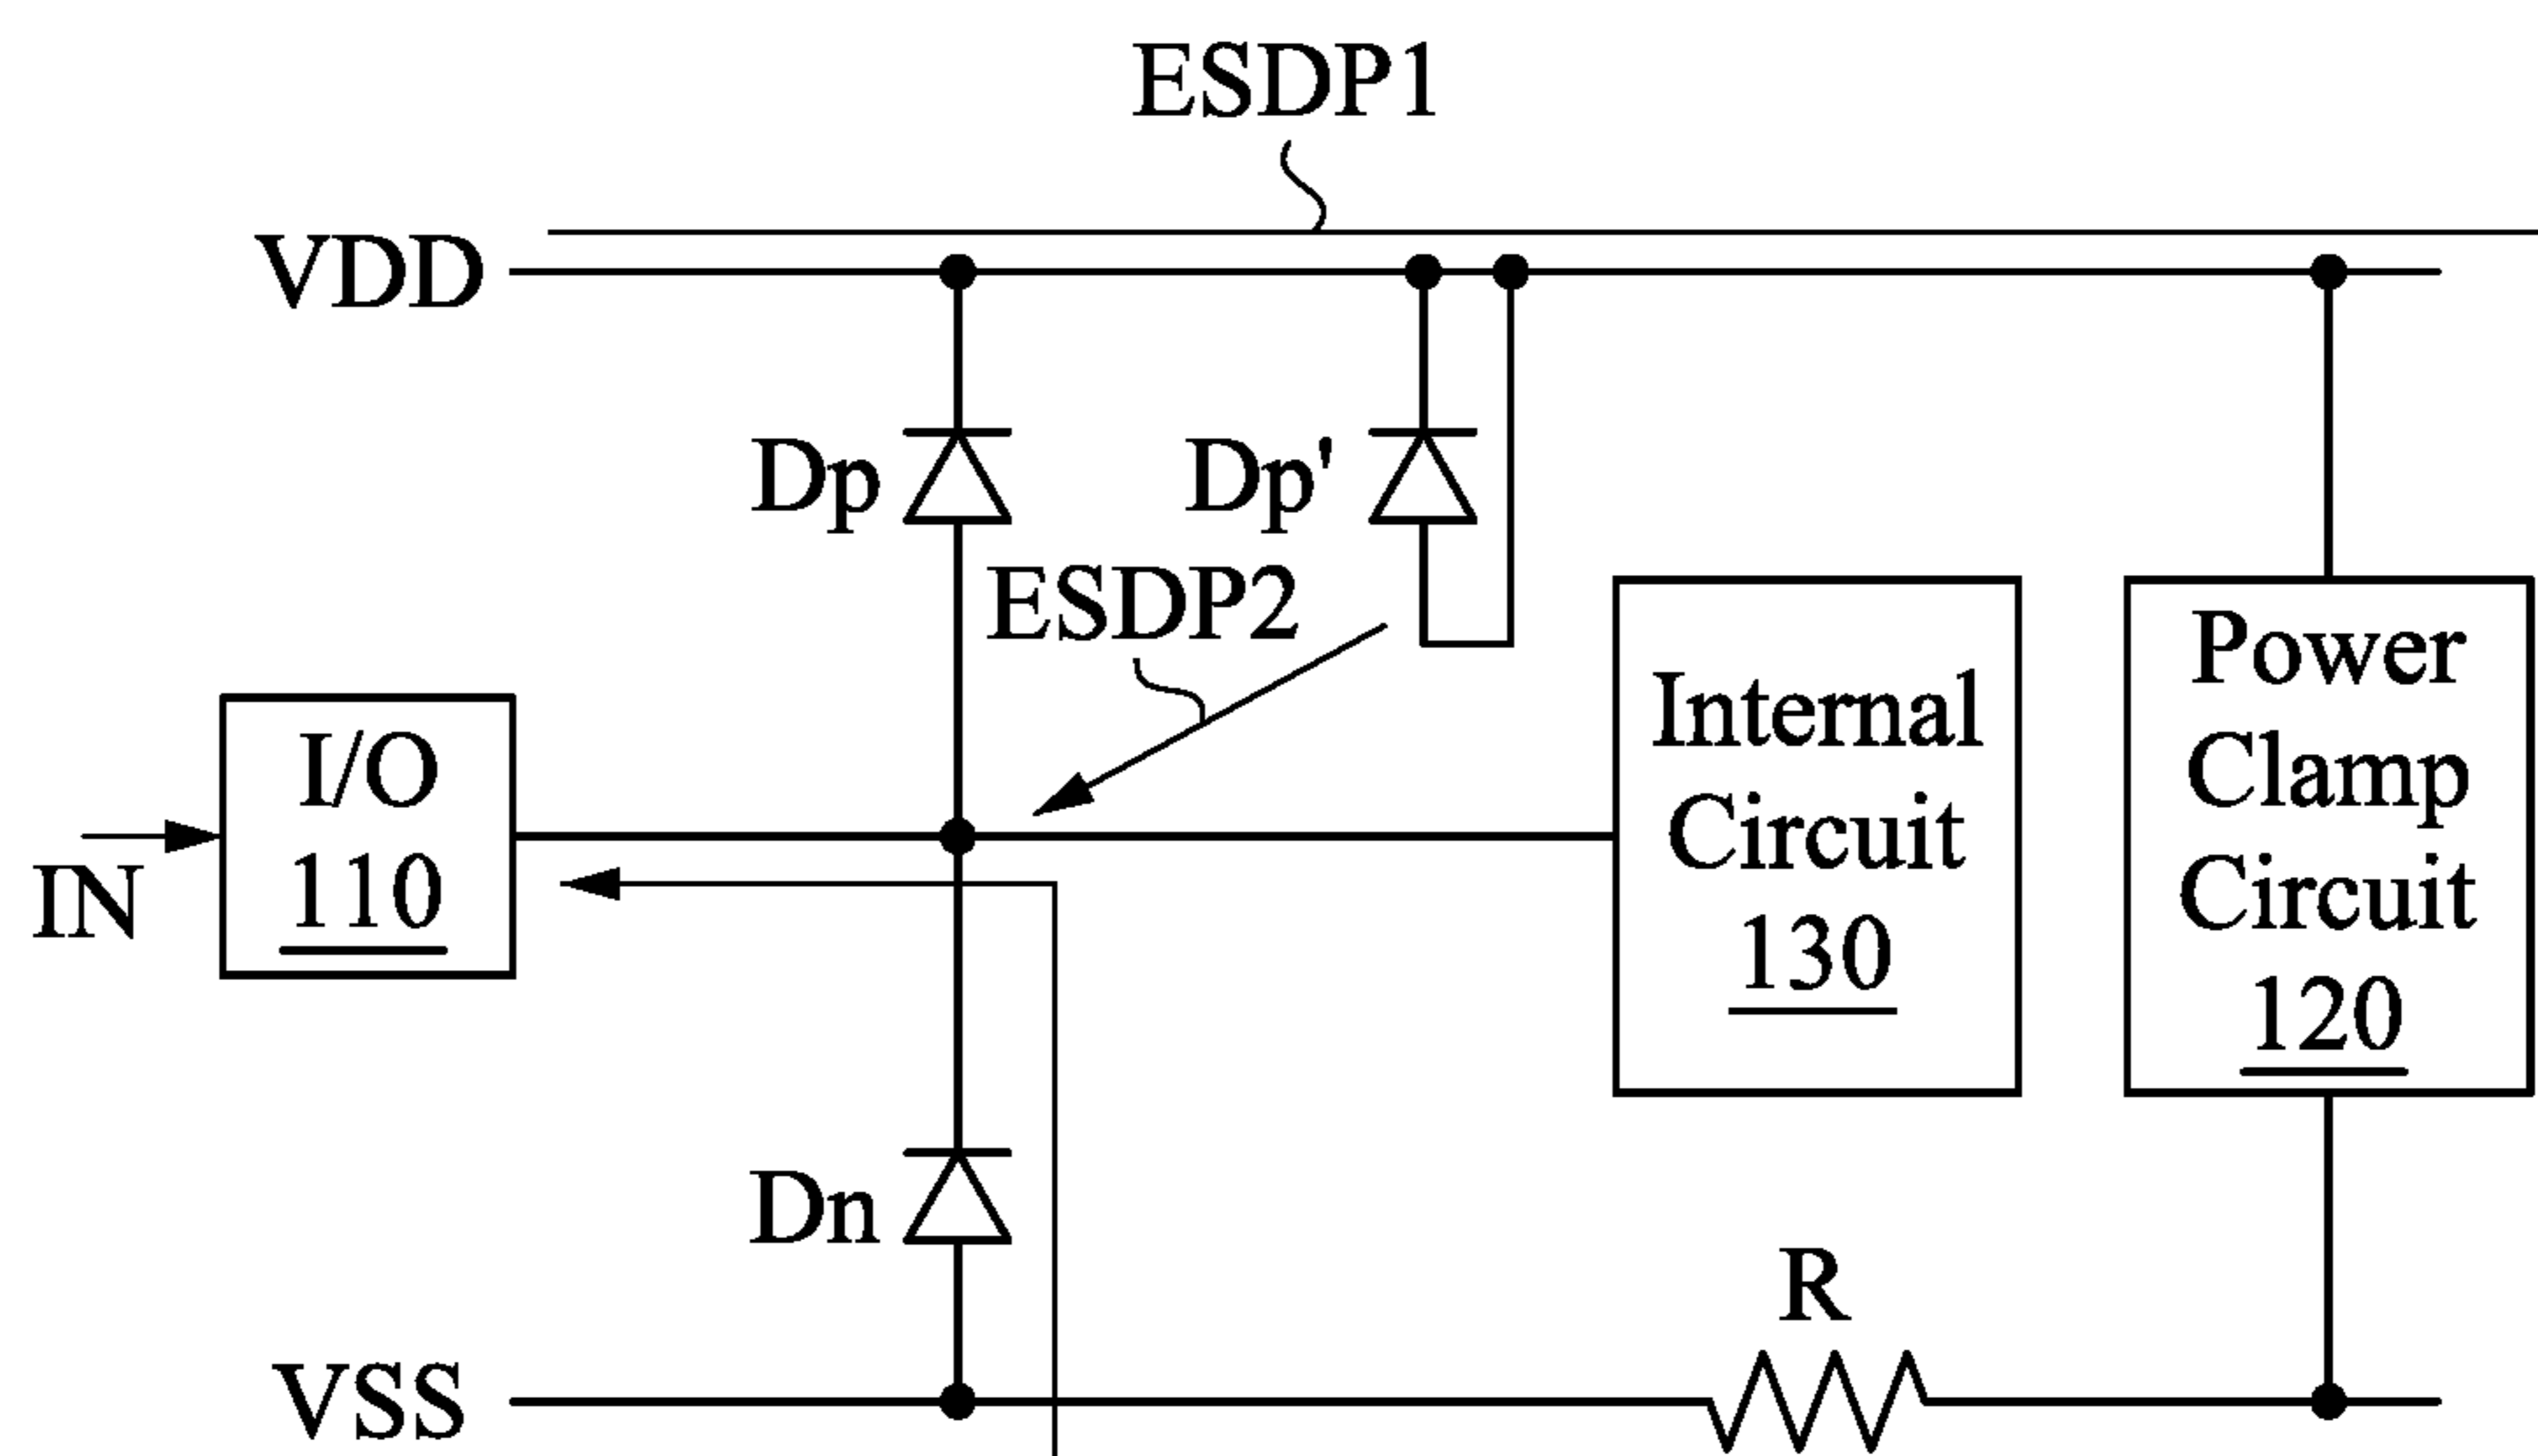 ESDP1
VDD
Dp
Dp'
ESDP2
I/O
110
IN
Internal
Circuit
130
Power
Clamp
Circuit
120
Dn
R
VSS